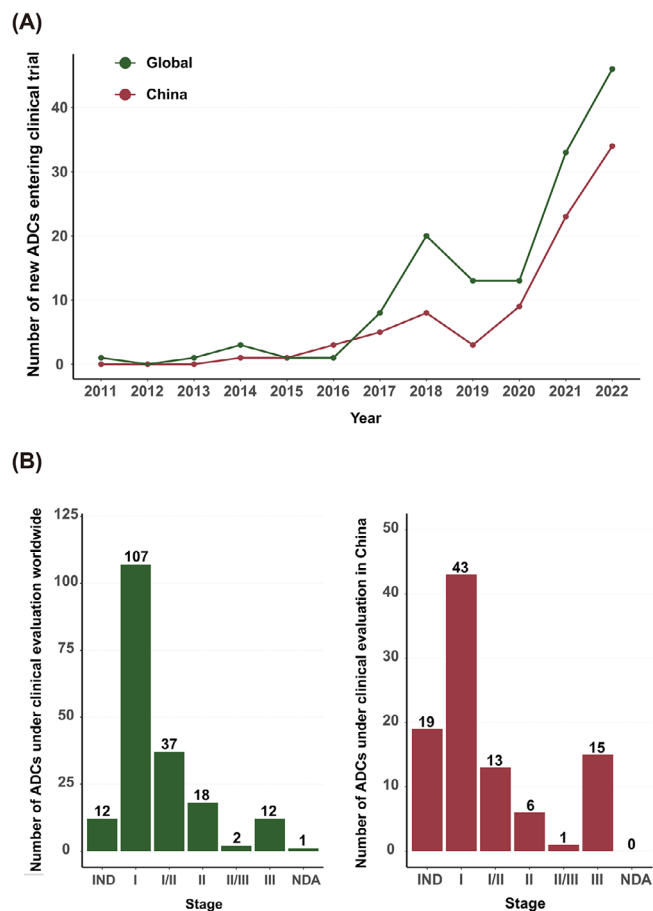 (A)
Number of new ADCs entering clinical trial
40
30
20
10
0
Global
China
2011 2012 2013 2014 2015 2016 2017 2018 2019 2020 2021 2022
Year
(B)
Number of ADCs under clinical evaluation worldwide
125
100
75
50
25
0
12 107 37 18 2 12 1
IND I I/II II II/III III NDA
Stage
Number of ADCs under clinical evaluation in China
50
40
30
20
10
0
19 43 13 6 1 15 0
IND I I/II II II/III III NDA
Stage